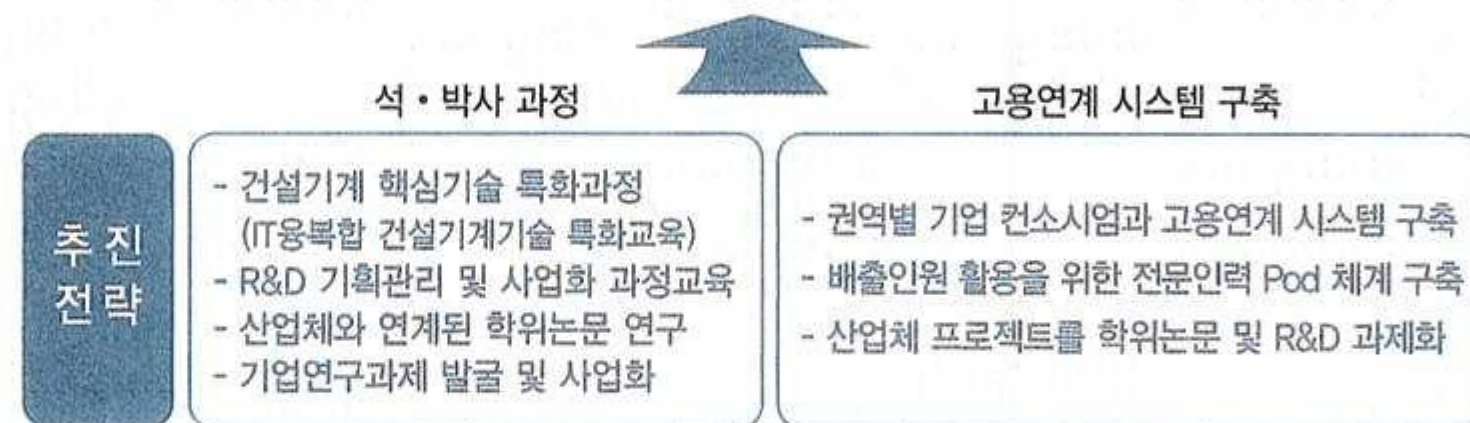 석 • 박사 과정
고용연계 시스템 구축
추 진
전 략
- 건설기계 핵심기술 특화과정
(IT융복합 건설기계기술 특화교육)
- R&D 기획관리 및 사업화 과정교육
- 산업체와 연계된 학위논문 연구
- 기업연구과제 발굴 및 사업화
- 권역별 기업 컨소시엄과 고용연계 시스템 구축
- 배출인원 활용을 위한 전문인력 Pod 체계 구축
- 산업체 프로젝트를 학위논문 및 R&D 과제화